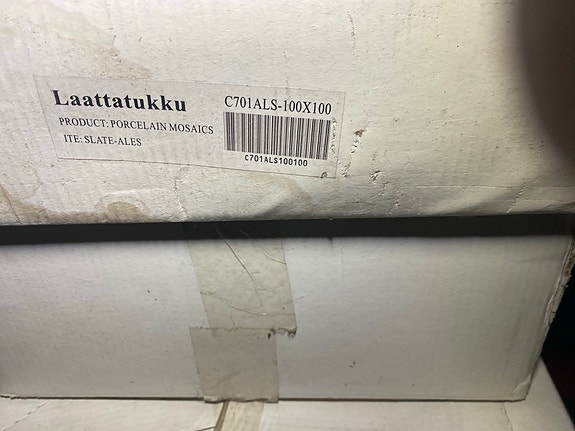 Laattatukku
C701ALS-100X100
PRODUCT: PORCELAIN MOSAICS
ITE: SLATE-ALES
C701ALS100100